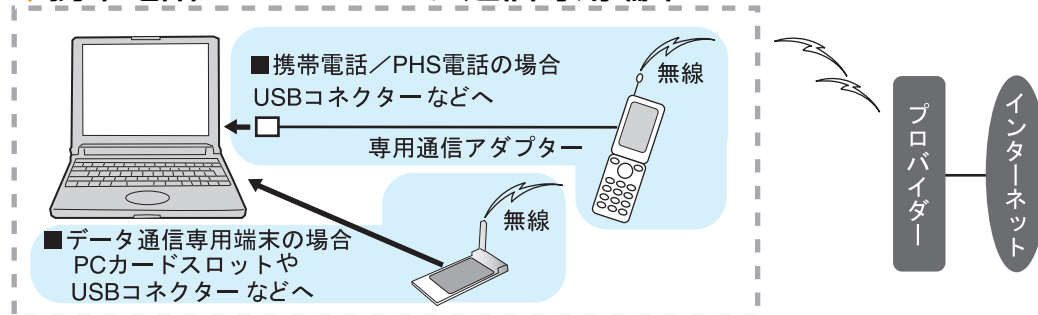 ■携帯電話／PHS電話の場合
USBコネクターなどへ
無線
専用通信アダプター
無線
■データ通信専用端末の場合
PCカードスロットや
USBコネクターなどへ
プロバイダー
インターネット